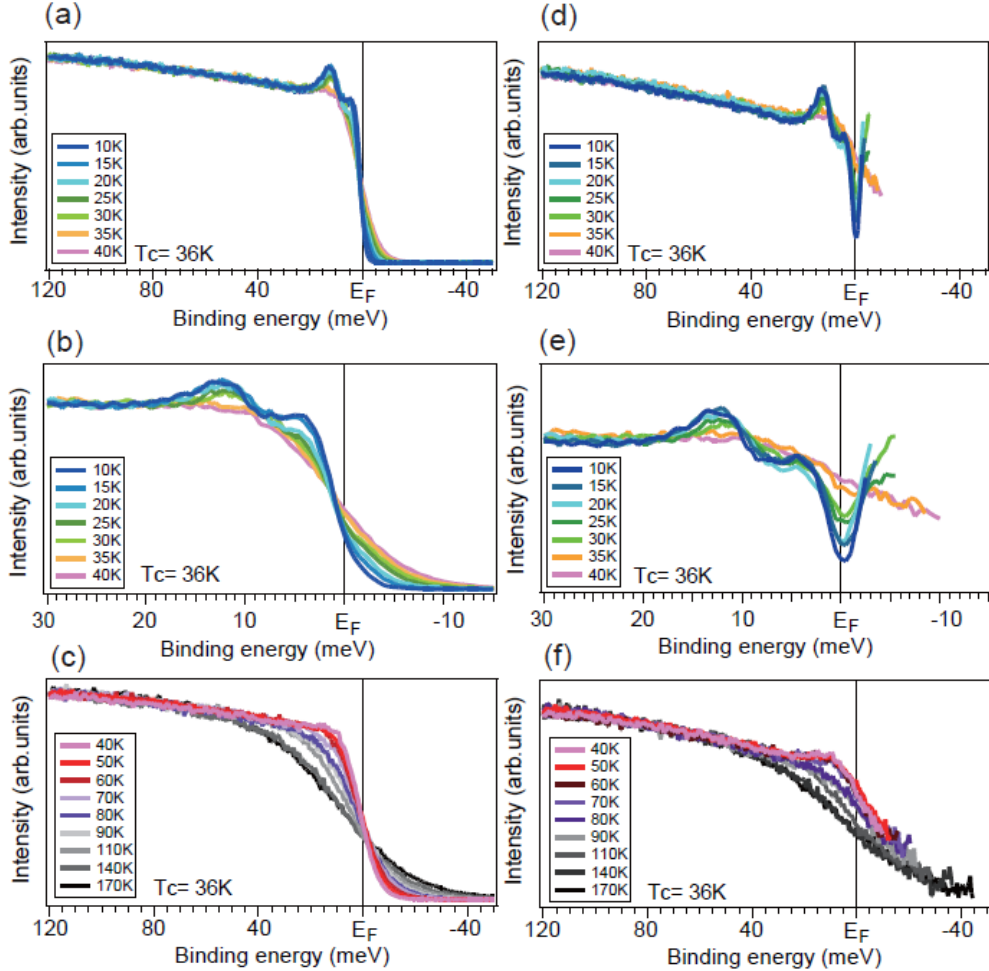 (a)
Intensity (arb.units)
10K
15K
20K
25K
30K
35K
40K
Tc= 36K
120 80 40 EF -40
Binding energy (meV)
(d)
Intensity (arb.units)
10K
15K
20K
25K
30K
35K
40K
Tc= 36K
120 80 40 EF -40
Binding energy (meV)
(b)
Intensity (arb.units)
10K
15K
20K
25K
30K
35K
40K
Tc= 36K
30 20 10 EF -10
Binding energy (meV)
(e)
Intensity (arb.units)
10K
15K
20K
25K
30K
35K
40K
Tc= 36K
30 20 10 EF -10
Binding energy (meV)
(c)
Intensity (arb.units)
40K
50K
60K
70K
80K
90K
110K
140K
170K
Tc= 36K
120 80 40 EF -40
Binding energy (meV)
(f)
Intensity (arb.units)
40K
50K
60K
70K
80K
90K
110K
140K
170K
Tc= 36K
120 80 40 EF -40
Binding energy (meV)